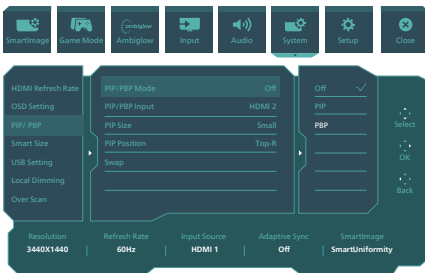 SmartImage
Game Mode
ambiglow
Ambiglow
Input
Audio
System
Setup
Close
HDMI Refresh Rate
OSD Setting
PIP/ PBP
Smart Size
USB Setting
Local Dimming
Over Scan
PIP/PBP Mode Off
PIP/PBP Input HDMI 2
PIP Size Small
PIP Position Top-R
Swap
Off
PIP
PBP
Select
OK
Back
Resolution Refresh Rate Input Source Adaptive Sync SmartImage
3440X1440 | 60Hz | HDMI 1 | Off | SmartUniformity